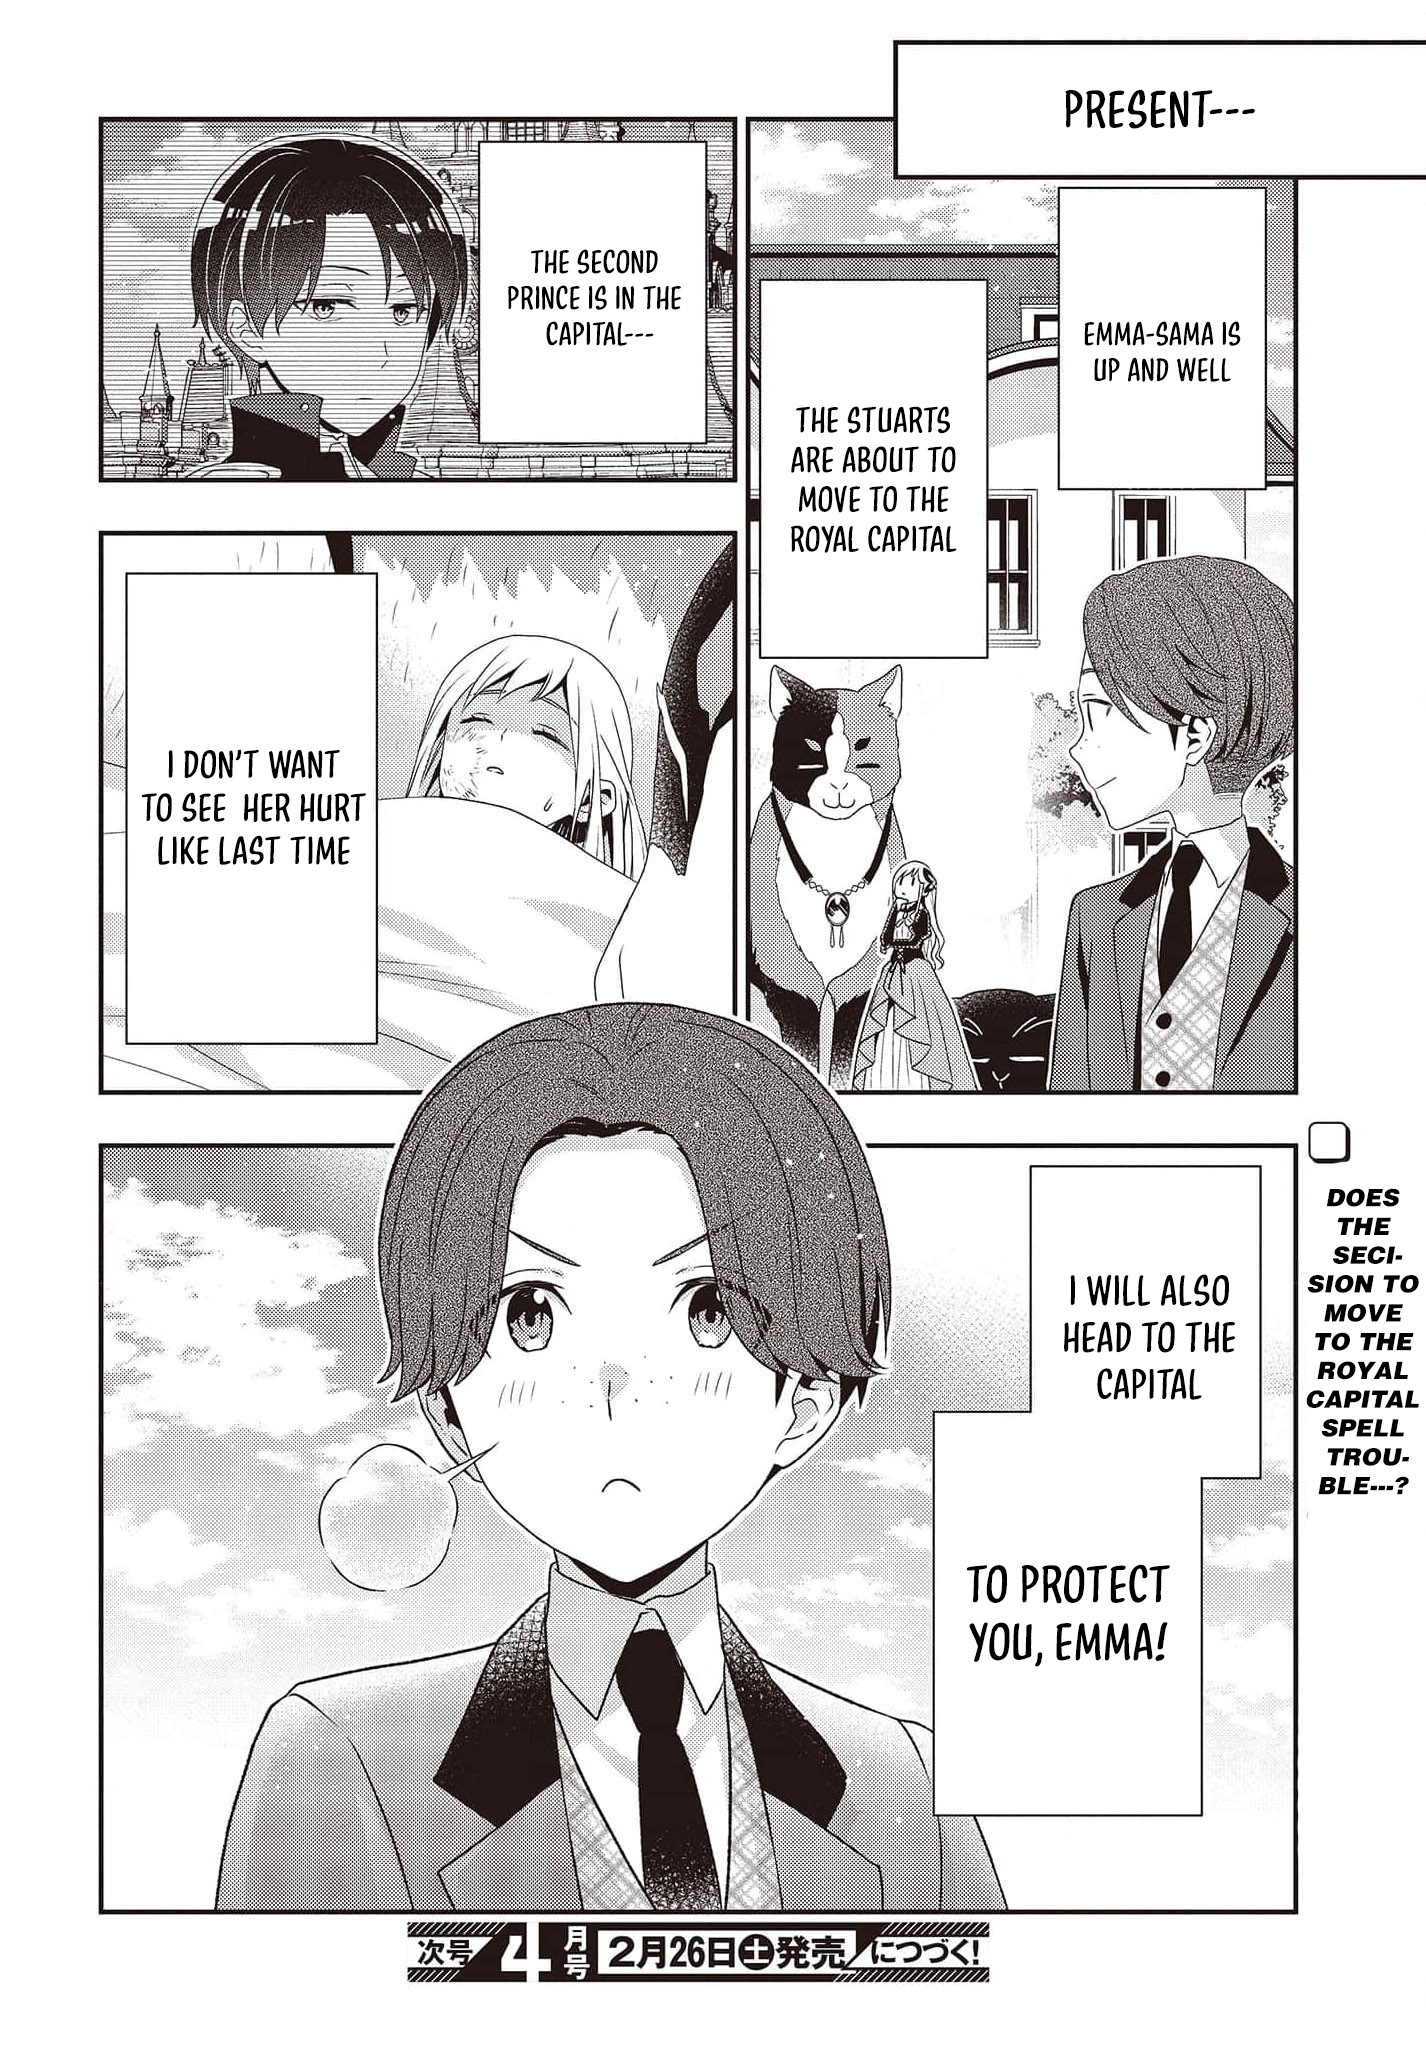 PRESENT---
EMMA-SAMA IS
UP AND WELL
THE STUARTS
ARE ABOUT TO
MOVE TO THE
ROYAL CAPITAL
THE SECOND
PRINCE IS IN THE
CAPITAL---
I DON'T WANT
TO SEE HER HURT
LIKE LAST TIME
I WILL ALSO
HEAD TO THE
CAPITAL
TO PROTECT
YOU, EMMA!
DOES
THE
SECI-
SION TO
MOVE
TO THE
ROYAL
CAPITAL
SPELL
TROU-
BLE---?
次号4月号2月26日土発売につづく!